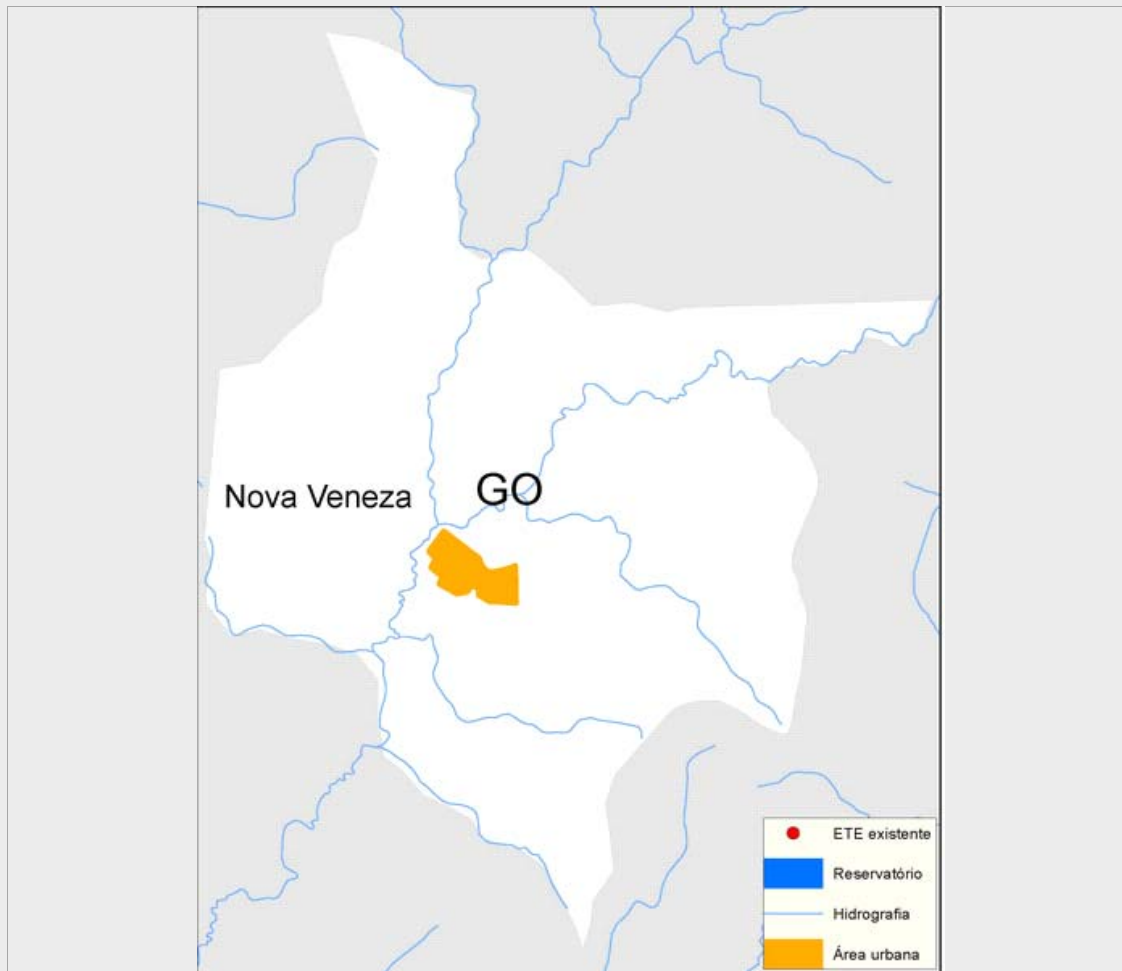 GO
Nova Veneza
ETE existente
Reservatório
Hidrografia
Área urbana